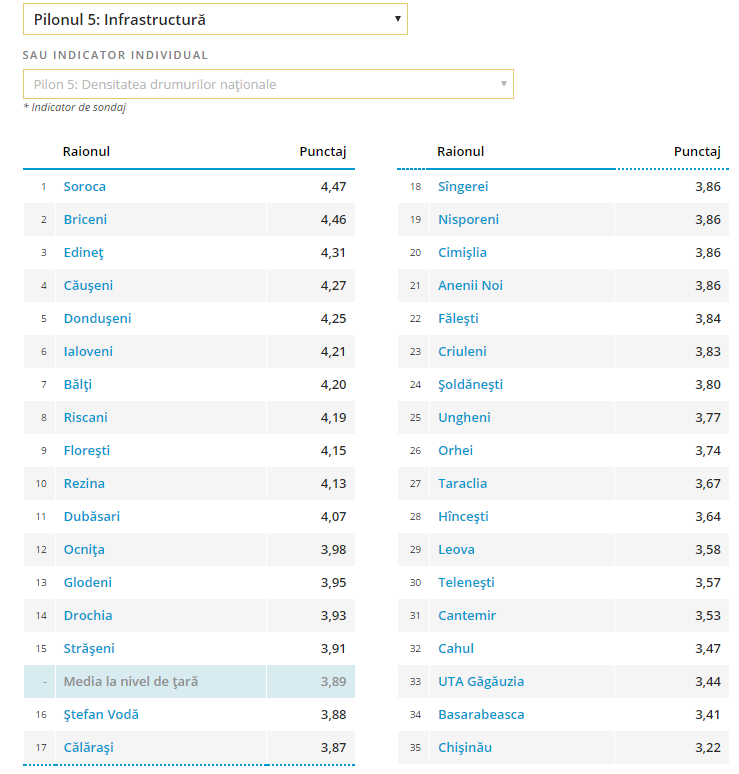 Pilonul 5: Infrastructură
SAU INDICATOR INDIVIDUAL
Pilon 5: Densitatea drumurilor naţionale
* Indicator de sondaj
Raionul Punctaj
1 Soroca 4,47
2 Briceni 4,46
3 Edineţ 4,31
4 Căuşeni 4,27
5 Donduşeni 4,25
6 Ialoveni 4,21
7 Bălţi 4,20
8 Riscani 4,19
9 Floreşti 4,15
10 Rezina 4,13
11 Dubăsari 4,07
12 Ocniţa 3,98
13 Glodeni 3,95
14 Drochia 3,93
15 Străşeni 3,91
- Media la nivel de ţară 3,89
16 Ştefan Vodă 3,88
17 Călăraşi 3,87
Raionul Punctaj
18 Sîngerei 3,86
19 Nisporeni 3,86
20 Cimişlia 3,86
21 Anenii Noi 3,86
22 Făleşti 3,84
23 Criuleni 3,83
24 Şoldăneşti 3,80
25 Ungheni 3,77
26 Orhei 3,74
27 Taraclia 3,67
28 Hînceşti 3,64
29 Leova 3,58
30 Teleneşti 3,57
31 Cantemir 3,53
32 Cahul 3,47
33 UTA Găgăuzia 3,44
34 Basarabeasca 3,41
35 Chişinău 3,22